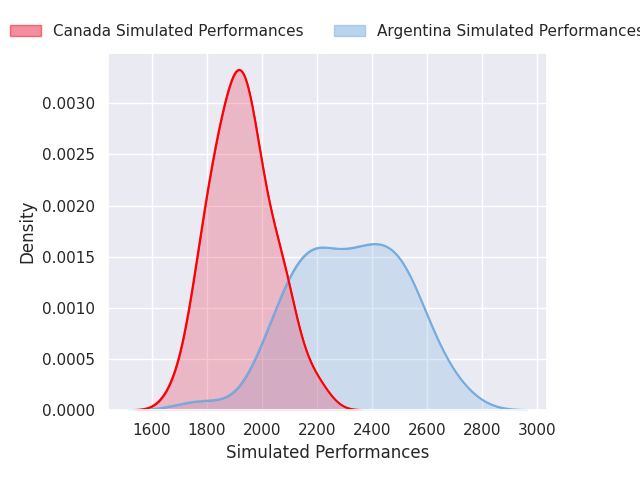 Canada Simulated Performances Argentina Simulated Performances
0.0030
0.0025
0.0020
0.0015
0.0010
0.0005
0.0000
Density
1600 1800 2000 2200 2400 2600 2800 3000
Simulated Performances